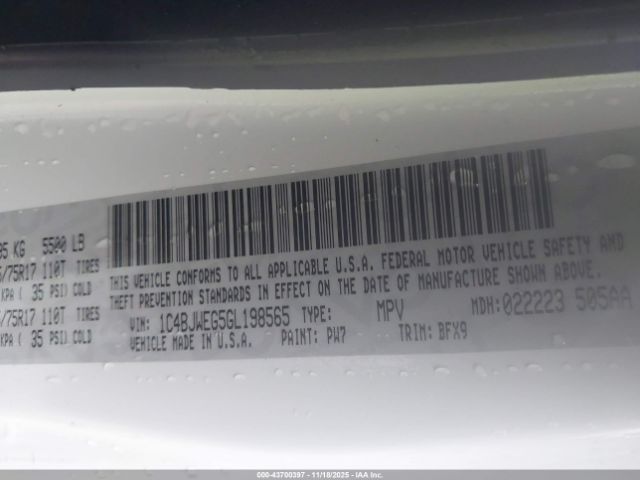 95 KG 5500 LB
/75R17 110T TIRES
KPA ( 35 PSI) COLD
/75R17 110T TIRES
KPA ( 35 PSI) COLD
THIS VEHICLE CONFORMS TO ALL APPLICABLE U.S.A. FEDERAL MOTOR VEHICLE SAFETY AND
THEFT PREVENTION STANDARDS IN EFFECT ON THE DATE OF MANUFACTURE SHOWN ABOVE.
VIN: 1C4BJWEG5GL198565 TYPE: MPV MDH: 022223 505AA
VEHICLE MADE IN U.S.A. PAINT: PW7 TRIM: BFX9
000-43700397 - 11/18/2025 - IAA Inc.